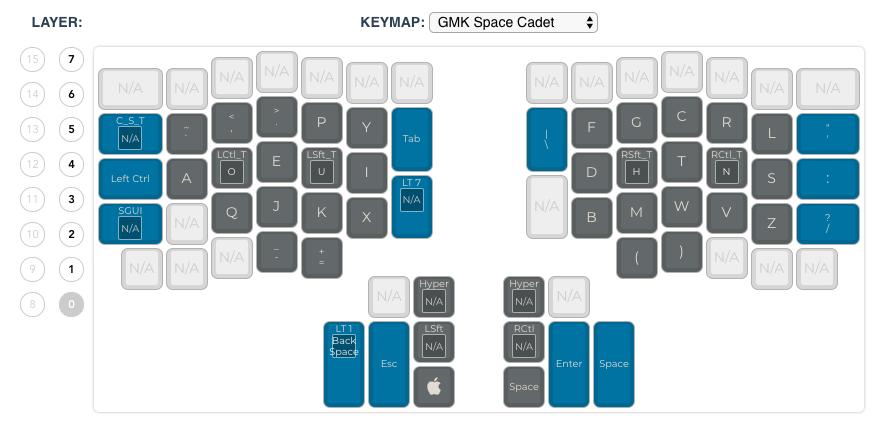 LAYER: KEYMAP: GMK Space Cadet
15 7
14 6
13 5
12 4
11 3
10 2
9 1
8 0
N/A N/A N/A N/A N/A N/A N/A N/A N/A N/A N/A N/A N/A N/A
C_S_T
N/A
~
`
<
,
>
.
P Y Tab
|
\
F G C R L
"
'
Left Ctrl A
LCtl_T
O
E
LSft_T
U
I
LT 7
N/A
D
RSft_T
H
T
RCtl_T
N
S :
SGUI
N/A
N/A Q J K X N/A B M W V Z
?
/
N/A N/A N/A
_
-
+
=
( ) N/A N/A N/A
N/A
Hyper
N/A
Hyper
N/A
N/A
LT 1
Back
Space
Esc
LSft
N/A
RCtl
N/A
Enter Space
Space